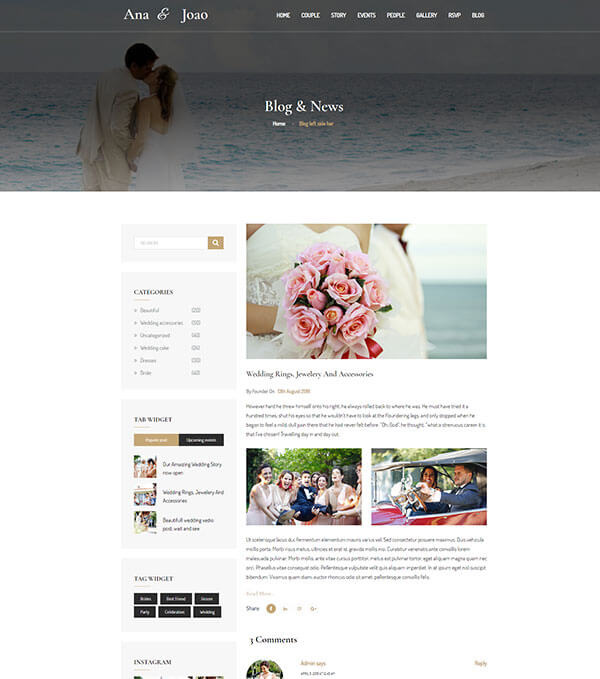 Ana & Joao
HOME COUPLE STORY EVENTS PEOPLE GALLERY RSVP BLOG
Blog & News
Home
Blog left side bar
SEARCH
CATEGORIES
Beautiful (20)
Wedding accessories (50)
Uncategorized (40)
Wedding cake
Dresses
Bride (40)
TAB WIDGET
Popular post Upcoming events
Our Amazing Wedding Story
now open
Wedding Rings, Jewelery And
Accessories
Beautifull wedding vedio
post, wait and see
TAG WIDGET
Brides Best Friend
Party Celebration Wedding
INSTAGRAM
Wedding Rings, Jewelery And Accessories
By Founder On 13th August 2018
However hard he threw himself onto his right, he always rolled back to where he was. He must have tried it a
hundred times, shut his eyes so that he wouldn't have to look at the floundering legs, and only stopped when he
began to feel a mild, dull pain there that he had never felt before. "Oh, God", he thought, "what a strenuous career it is
that I've chosen! Travelling day in and day out.
Ut scelerisque lacus dui, fermentum elementum mauris varius vel. Sed consectetur posuere maximus. Duis vehicula
mollis porta. Morbi risus metus, ultricies et erat id, gravida mollis nisi. Curabitur venenatis ante convallis lorem
malesuada pulvinar. Morbi mollis, ante vitae cursus porttitor, metus est pulvinar tortor, eget aliquam magna quam nec
orci. Phasellus vitae consequat odio. Pellentesque vulputate velit quis aliquam imperdiet. In at ipsum eget nisl suscipit
bibendum. Vivamus quam diam, auctor rhoncus odio sit amet, pellentesque convallis felis.
Read More...
Share:
3 Comments
Admin says Reply